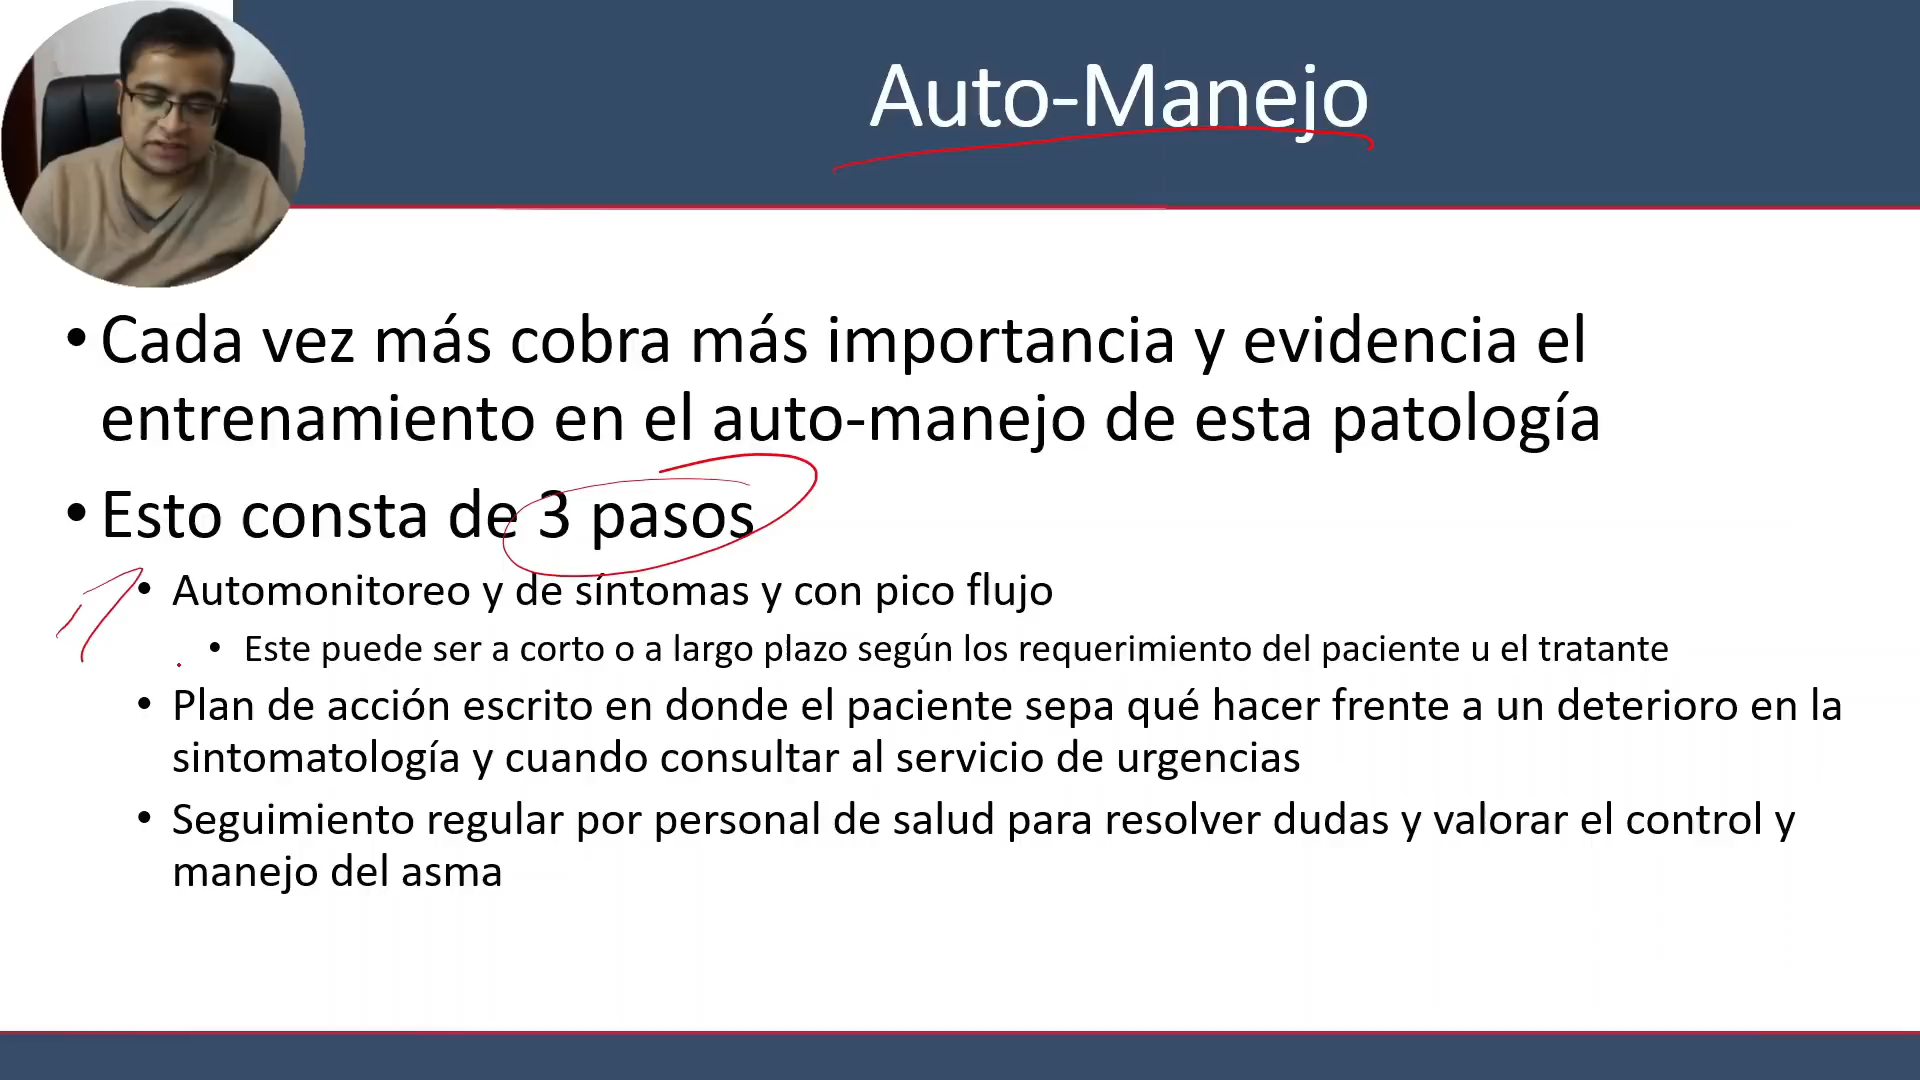 Auto-Manejo
• Cada vez más cobra más importancia y evidencia el
entrenamiento en el auto-manejo de esta patología
• Esto consta de 3 pasos
• Automonitoreo y de síntomas y con pico flujo
• Este puede ser a corto o a largo plazo según los requerimiento del paciente u el tratante
• Plan de acción escrito en donde el paciente sepa qué hacer frente a un deterioro en la
sintomatología y cuando consultar al servicio de urgencias
• Seguimiento regular por personal de salud para resolver dudas y valorar el control y
manejo del asma